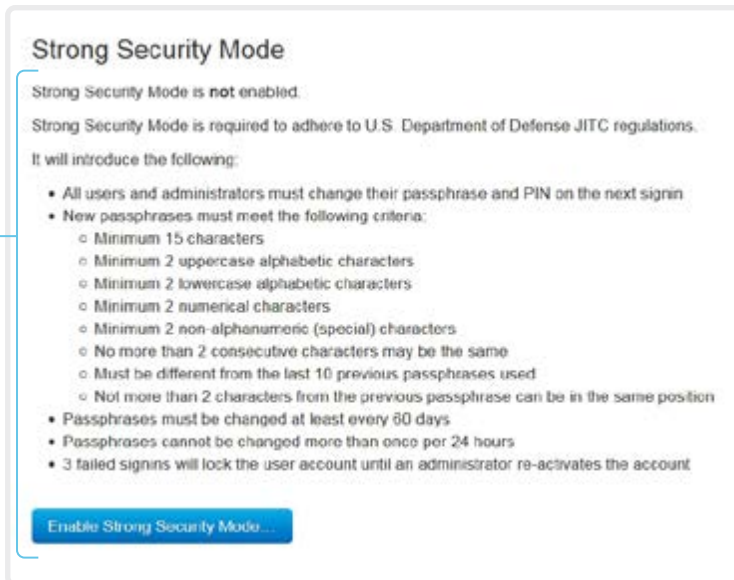 Strong Security Mode
Strong Security Mode is not enabled.
Strong Security Mode is required to adhere to U.S. Department of Defense JITC regulations.
It will introduce the following:
• All users and administrators must change their passphrase and PIN on the next signin
• New passphrases must meet the following criteria:
○ Minimum 15 characters
○ Minimum 2 uppercase alphabetic characters
○ Minimum 2 lowercase alphabetic characters
○ Minimum 2 numerical characters
○ Minimum 2 non-alphanumeric (special) characters
○ No more than 2 consecutive characters may be the same
○ Must be different from the last 10 previous passphrases used
○ Not more than 2 characters from the previous passphrase can be in the same position
• Passphrases must be changed at least every 60 days
• Passphrases cannot be changed more than once per 24 hours
• 3 failed signins will lock the user account until an administrator re-activates the account
Enable Strong Security Mode...